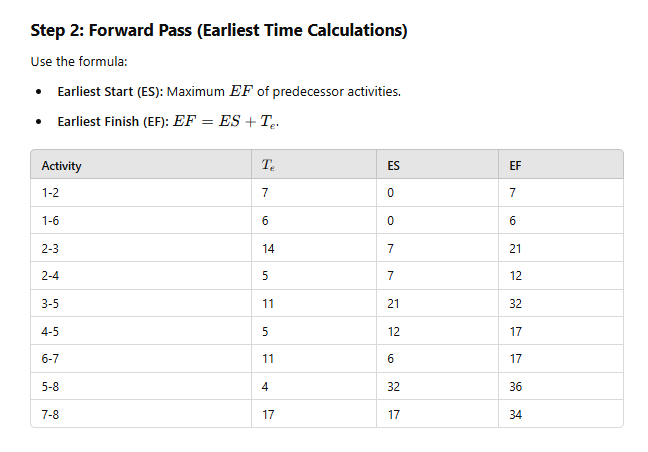 Step 2: Forward Pass (Earliest Time Calculations)
Use the formula:
• Earliest Start (ES): Maximum EF of predecessor activities.
• Earliest Finish (EF): EF = ES + Tₑ.
Activity Tₑ ES EF
1-2 7 0 7
1-6 6 0 6
2-3 14 7 21
2-4 5 7 12
3-5 11 21 32
4-5 5 12 17
6-7 11 6 17
5-8 4 32 36
7-8 17 17 34